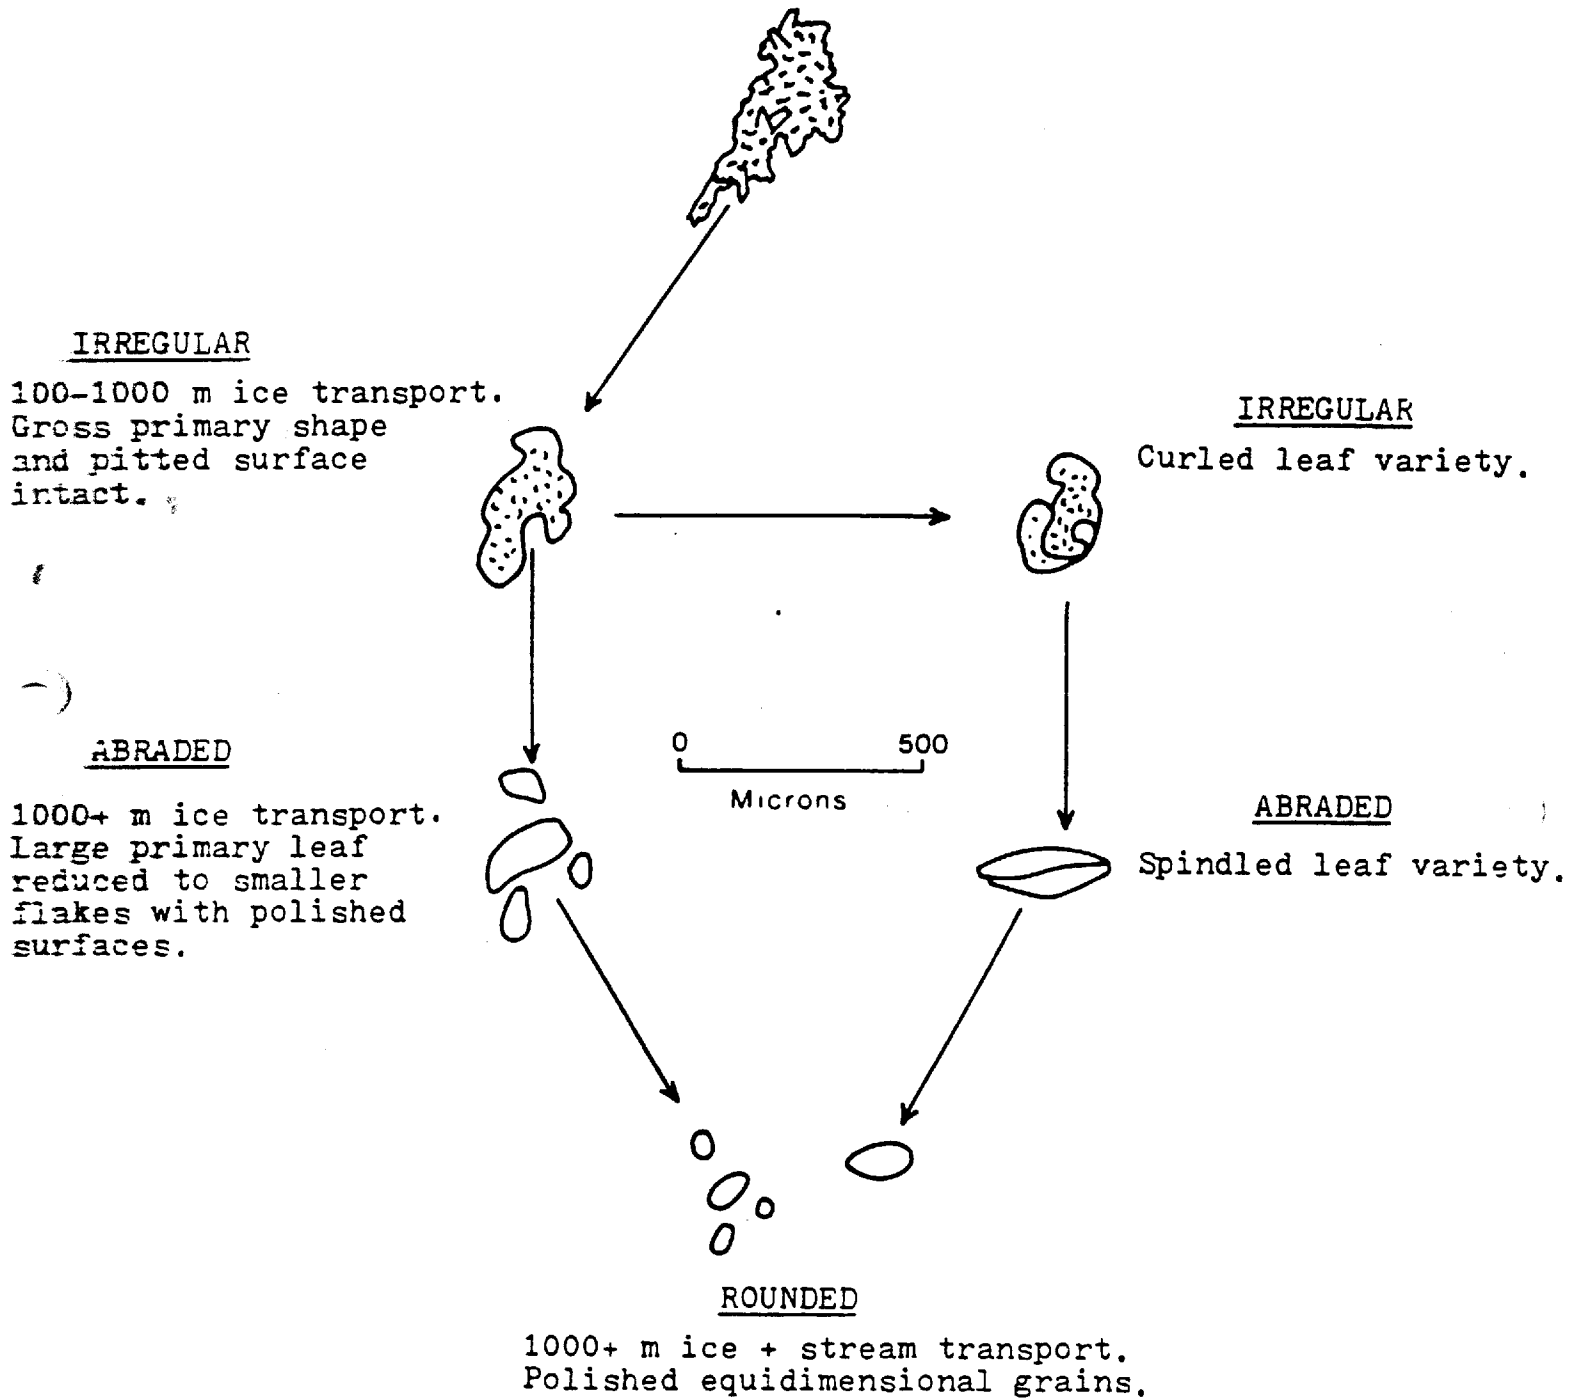 IRREGULAR
100-1000 m ice transport.
Gross primary shape
and pitted surface
intact.
IRREGULAR
Curled leaf variety.
0 500
Microns
ABRADED
1000+ m ice transport.
Large primary leaf
reduced to smaller
flakes with polished
surfaces.
ABRADED
Spindled leaf variety.
ROUNDED
1000+ m ice + stream transport.
Polished equidimensional grains.